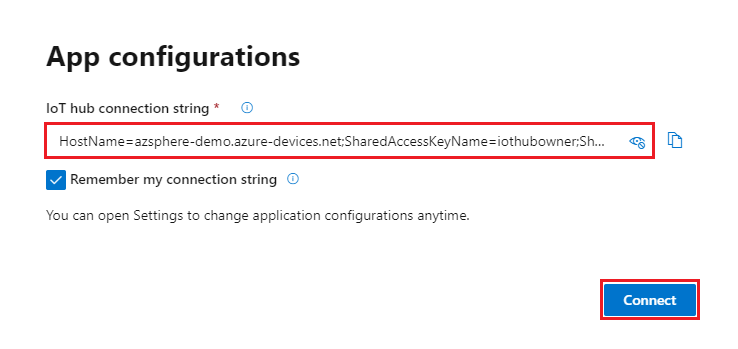 App configurations
IoT hub connection string *
HostName=azsphere-demo.azure-devices.net;SharedAccessKeyName=iothubowner;Sh...
Remember my connection string
You can open Settings to change application configurations anytime.
Connect